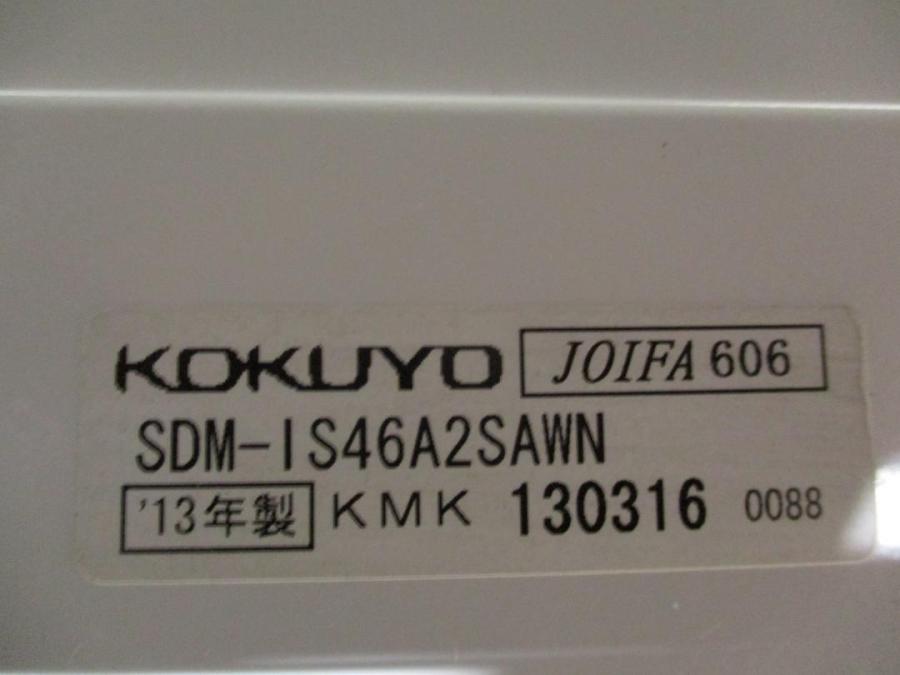 KOKUYO JOIFA 606
SDM-IS46A2SAWN
'13年製 KMK 130316 0088